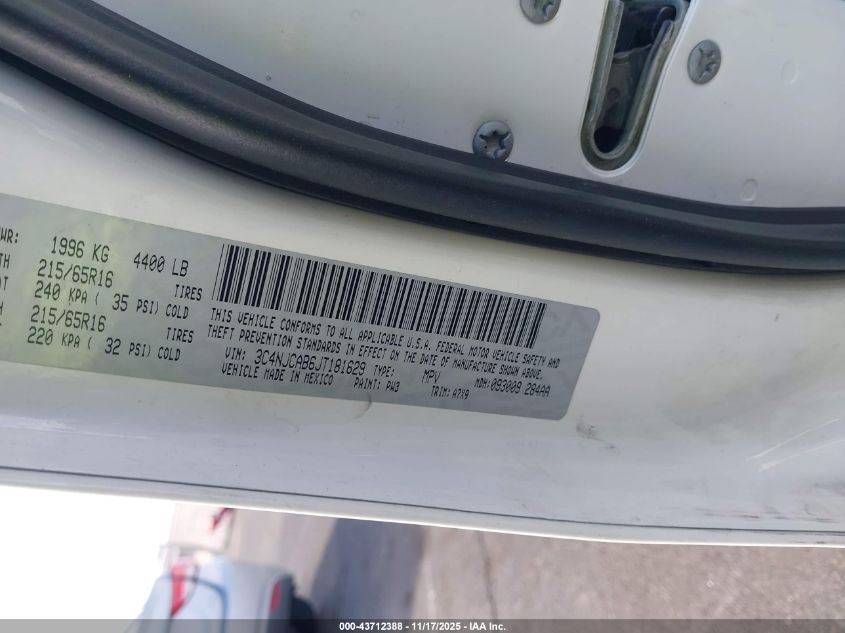 WR: 1996 KG 4400 LB
TH 215/65R16 TIRES
AT 240 KPA ( 35 PSI) COLD
H 215/65R16 TIRES
220 KPA ( 32 PSI) COLD
THIS VEHICLE CONFORMS TO ALL APPLICABLE U.S.A. FEDERAL MOTOR VEHICLE SAFETY AND
THEFT PREVENTION STANDARDS IN EFFECT ON THE DATE OF MANUFACTURE SHOWN ABOVE.
VIN: 3C4NJCAB6JT181629 TYPE: MPV MDH: 093009 284AA
VEHICLE MADE IN MEXICO PAINT: PW3 TRIM: A7X9
000-43712388 - 11/17/2025 - IAA Inc.